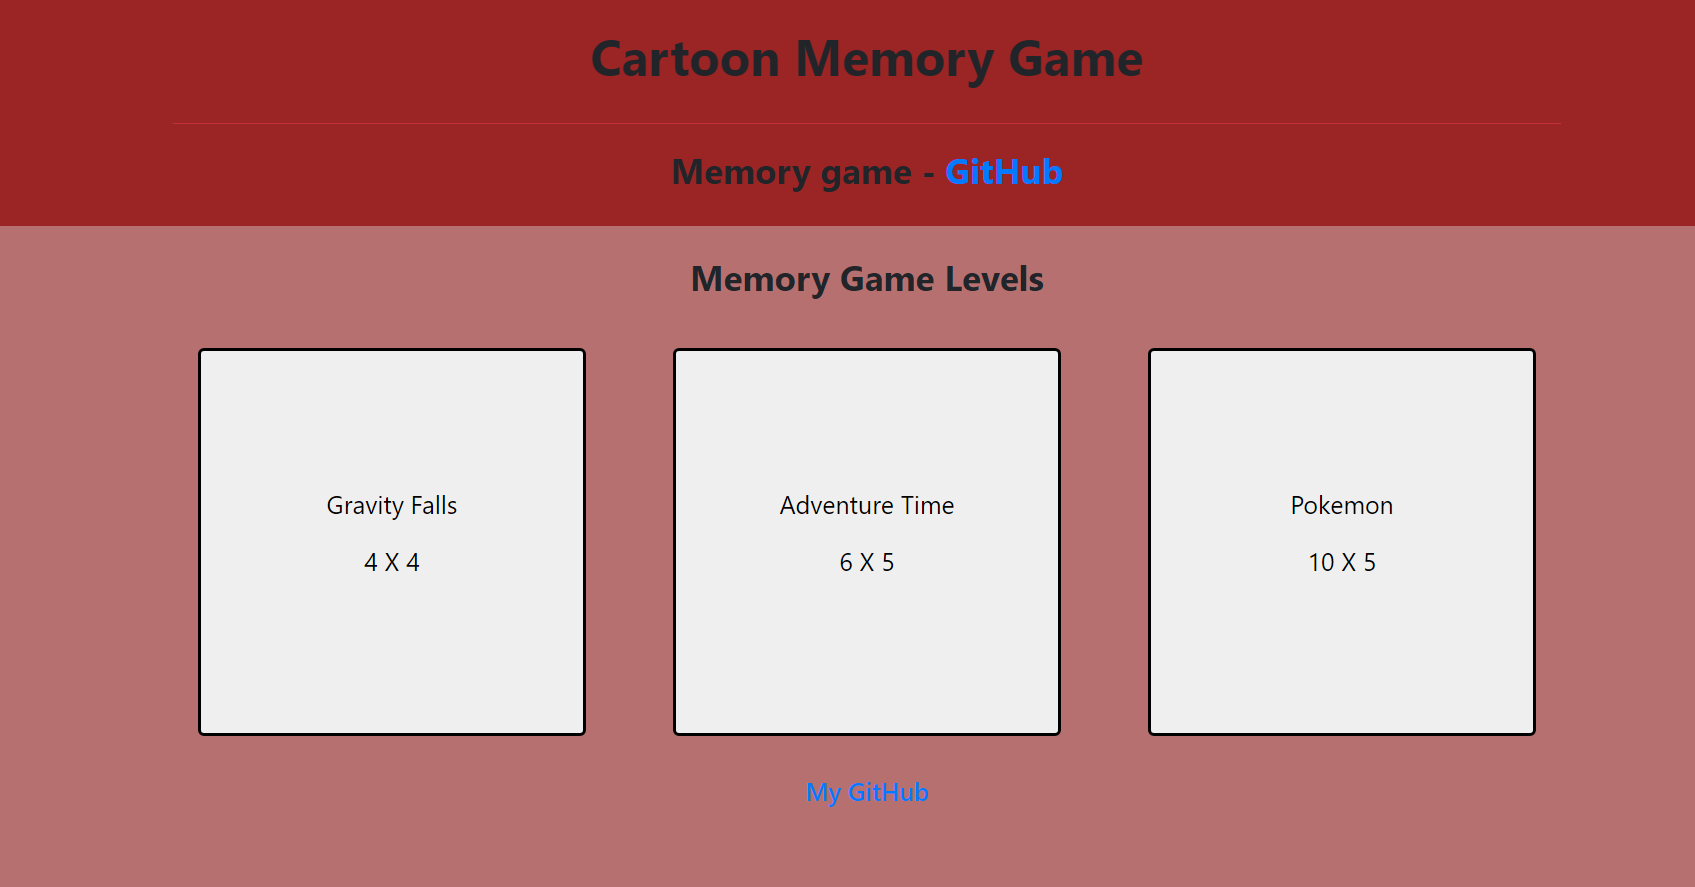 Cartoon Memory Game
Memory game - GitHub
Memory Game Levels
Gravity Falls
4 X 4
Adventure Time
6 X 5
Pokemon
10 X 5
My GitHub